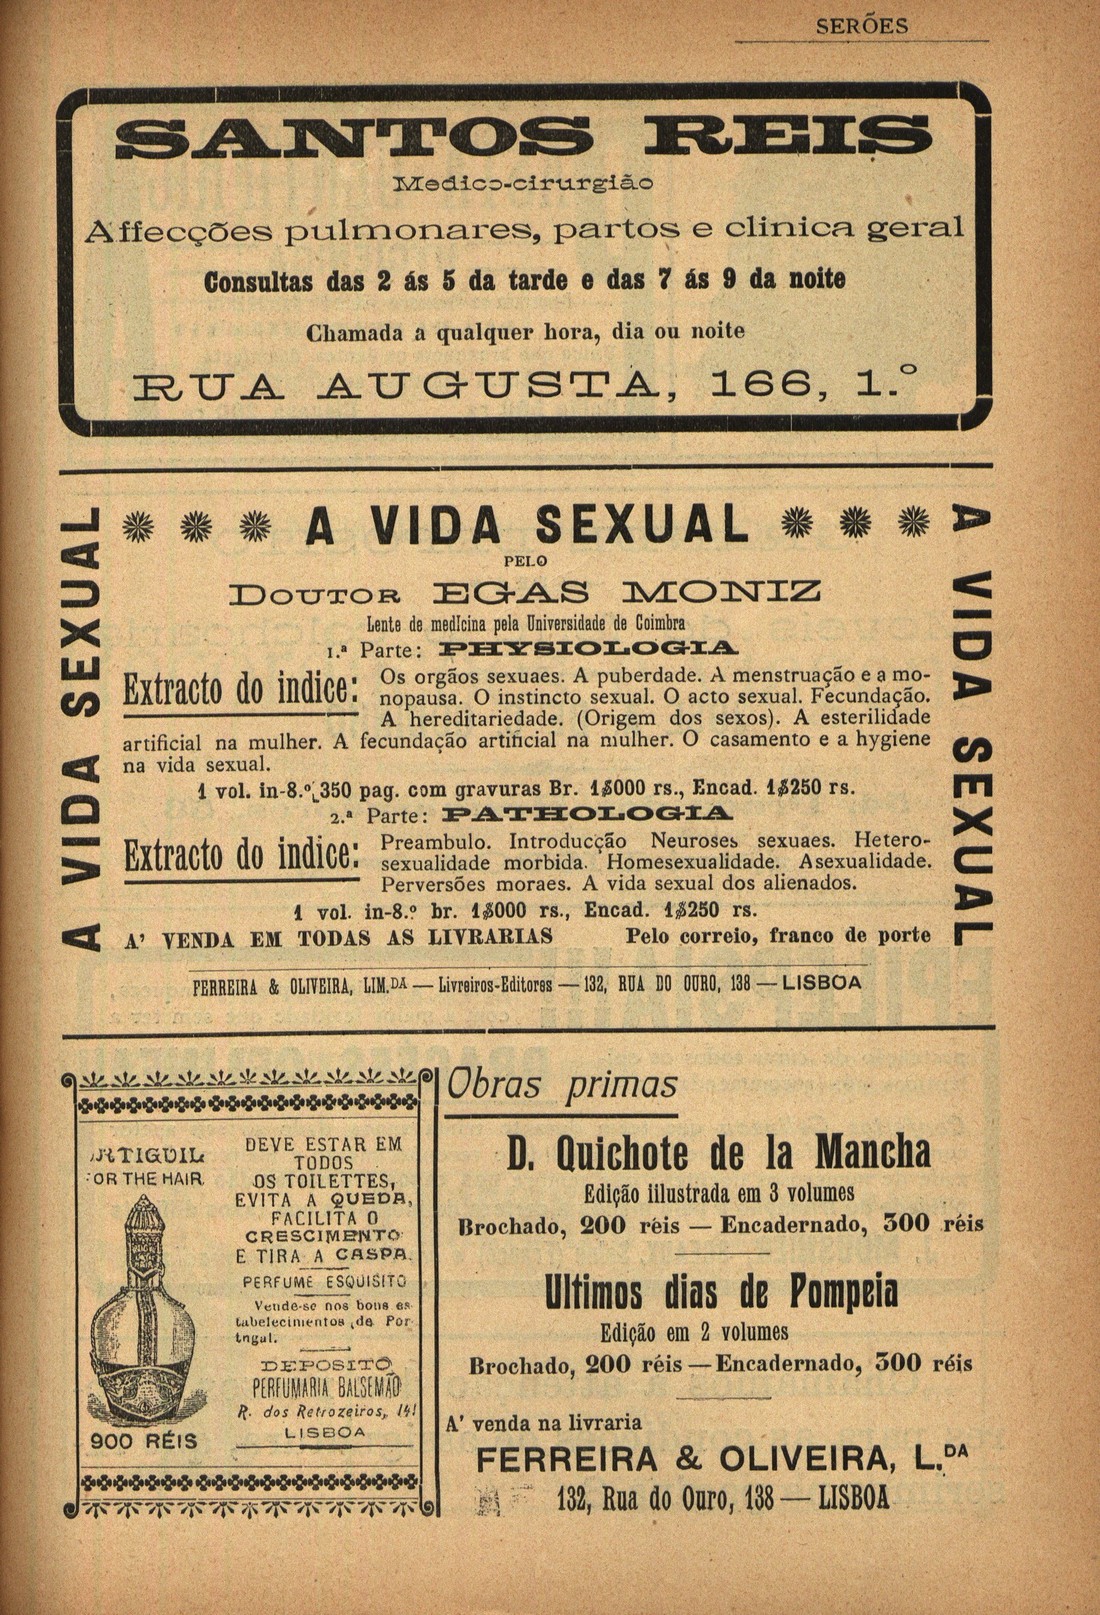 SERÕES
SANTOS REIS
Medico-cirurgião
Affecções pulmonares, partos e clinica geral
Consultas das 2 ás 5 da tarde e das 7 ás 9 da noite
Chamada a qualquer hora, dia ou noite
RUA AUGUSTA, 166, 1.º
A VIDA SEXUAL
A VIDA SEXUAL
A VIDA SEXUAL
PELO
DOUTOR EGAS MONIZ
Lente de medicina pela Universidade de Coimbra
1.ª Parte: PHYSIOLOGIA
Extracto do indice: Os orgãos sexuaes. A puberdade. A menstruação e a mo-
nopausa. O instincto sexual. O acto sexual. Fecundação.
A hereditariedade. (Origem dos sexos). A esterilidade
artificial na mulher. A fecundação artificial na mulher. O casamento e a hygiene
na vida sexual.
1 vol. in-8.º, 350 pag. com gravuras Br. 1$000 rs., Encad. 1$250 rs.
2.ª Parte: PATHOLOGIA
Extracto do indice: Preambulo. Introducção Neuroses sexuaes. Hetero-
sexualidade morbida. Homesexualidade. Asexualidade.
Perversões moraes. A vida sexual dos alienados.
1 vol. in-8.º br. 1$000 rs., Encad. 1$250 rs.
A' VENDA EM TODAS AS LIVRARIAS Pelo correio, franco de porte
FERREIRA & OLIVEIRA, LIM.DA — Livreiros-Editores — 132, RUA DO OURO, 138 — LISBOA
ARTIGUIL
FOR THE HAIR
900 RÉIS
DEVE ESTAR EM
TODOS
OS TOILETTES,
EVITA A QUEDA,
FACILITA O
CRESCIMENTO
E TIRA A CASPA.
PERFUME ESQUISITO
Vende-se nos bons es-
tabelecimentos de Por-
tngal.
DEPOSITO
PERFUMARIA BALSEMÃO
R. dos Retrozeiros, 141
LISBOA
Obras primas
D. Quichote de la Mancha
Edição iilustrada em 3 volumes
Brochado, 200 réis — Encadernado, 300 réis
Ultimos dias de Pompeia
Edição em 2 volumes
Brochado, 200 réis — Encadernado, 300 réis
A' venda na livraria
FERREIRA & OLIVEIRA, L.DA
132, Rua do Ouro, 138 — LISBOA